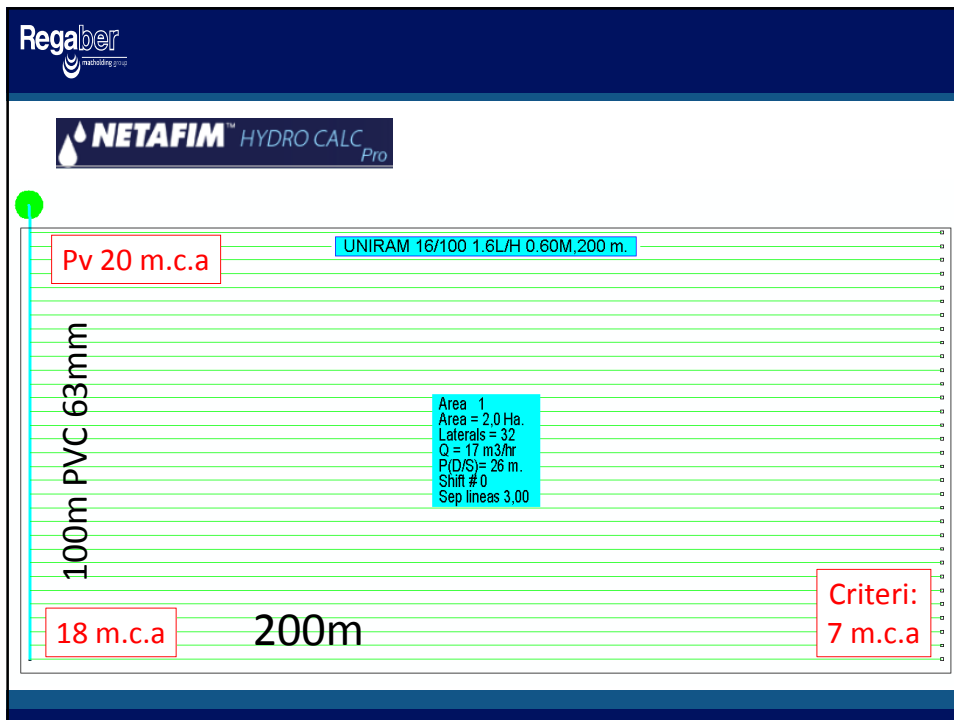 Regaber
matholding group
NETAFIM™ HYDRO CALC
Pro
UNIRAM 16/100 1.6L/H 0.60M,200 m.
Pv 20 m.c.a
100m PVC 63mm
Area 1
Area = 2,0 Ha.
Laterals = 32
Q = 17 m3/hr
P(D/S)= 26 m.
Shift # 0
Sep lineas 3,00
18 m.c.a
200m
Criteri:
7 m.c.a